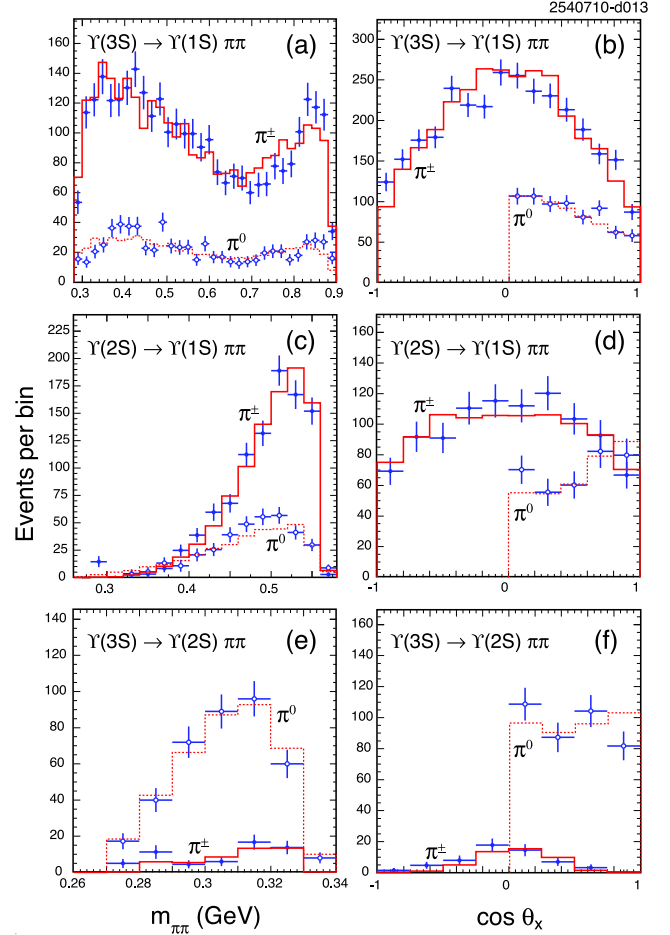 2540710-d013
ϒ(3S) → ϒ(1S) ππ (a)
160
140
120
100
80
60
40
20
0
π±
π0
0.3 0.4 0.5 0.6 0.7 0.8 0.9
ϒ(3S) → ϒ(1S) ππ (b)
300
250
200
150
100
50
0
π±
π0
-1 0 1
ϒ(2S) → ϒ(1S) ππ (c)
225
200
175
150
125
100
75
50
25
0
π±
π0
0.3 0.4 0.5
ϒ(2S) → ϒ(1S) ππ (d)
160
140
120
100
80
60
40
20
0
π±
π0
-1 0 1
Events per bin
ϒ(3S) → ϒ(2S) ππ (e)
140
120
100
80
60
40
20
0
π0
π±
0.26 0.28 0.3 0.32 0.34
mππ (GeV)
ϒ(3S) → ϒ(2S) ππ (f)
160
140
120
100
80
60
40
20
0
π0
π±
-1 0 1
cos θx